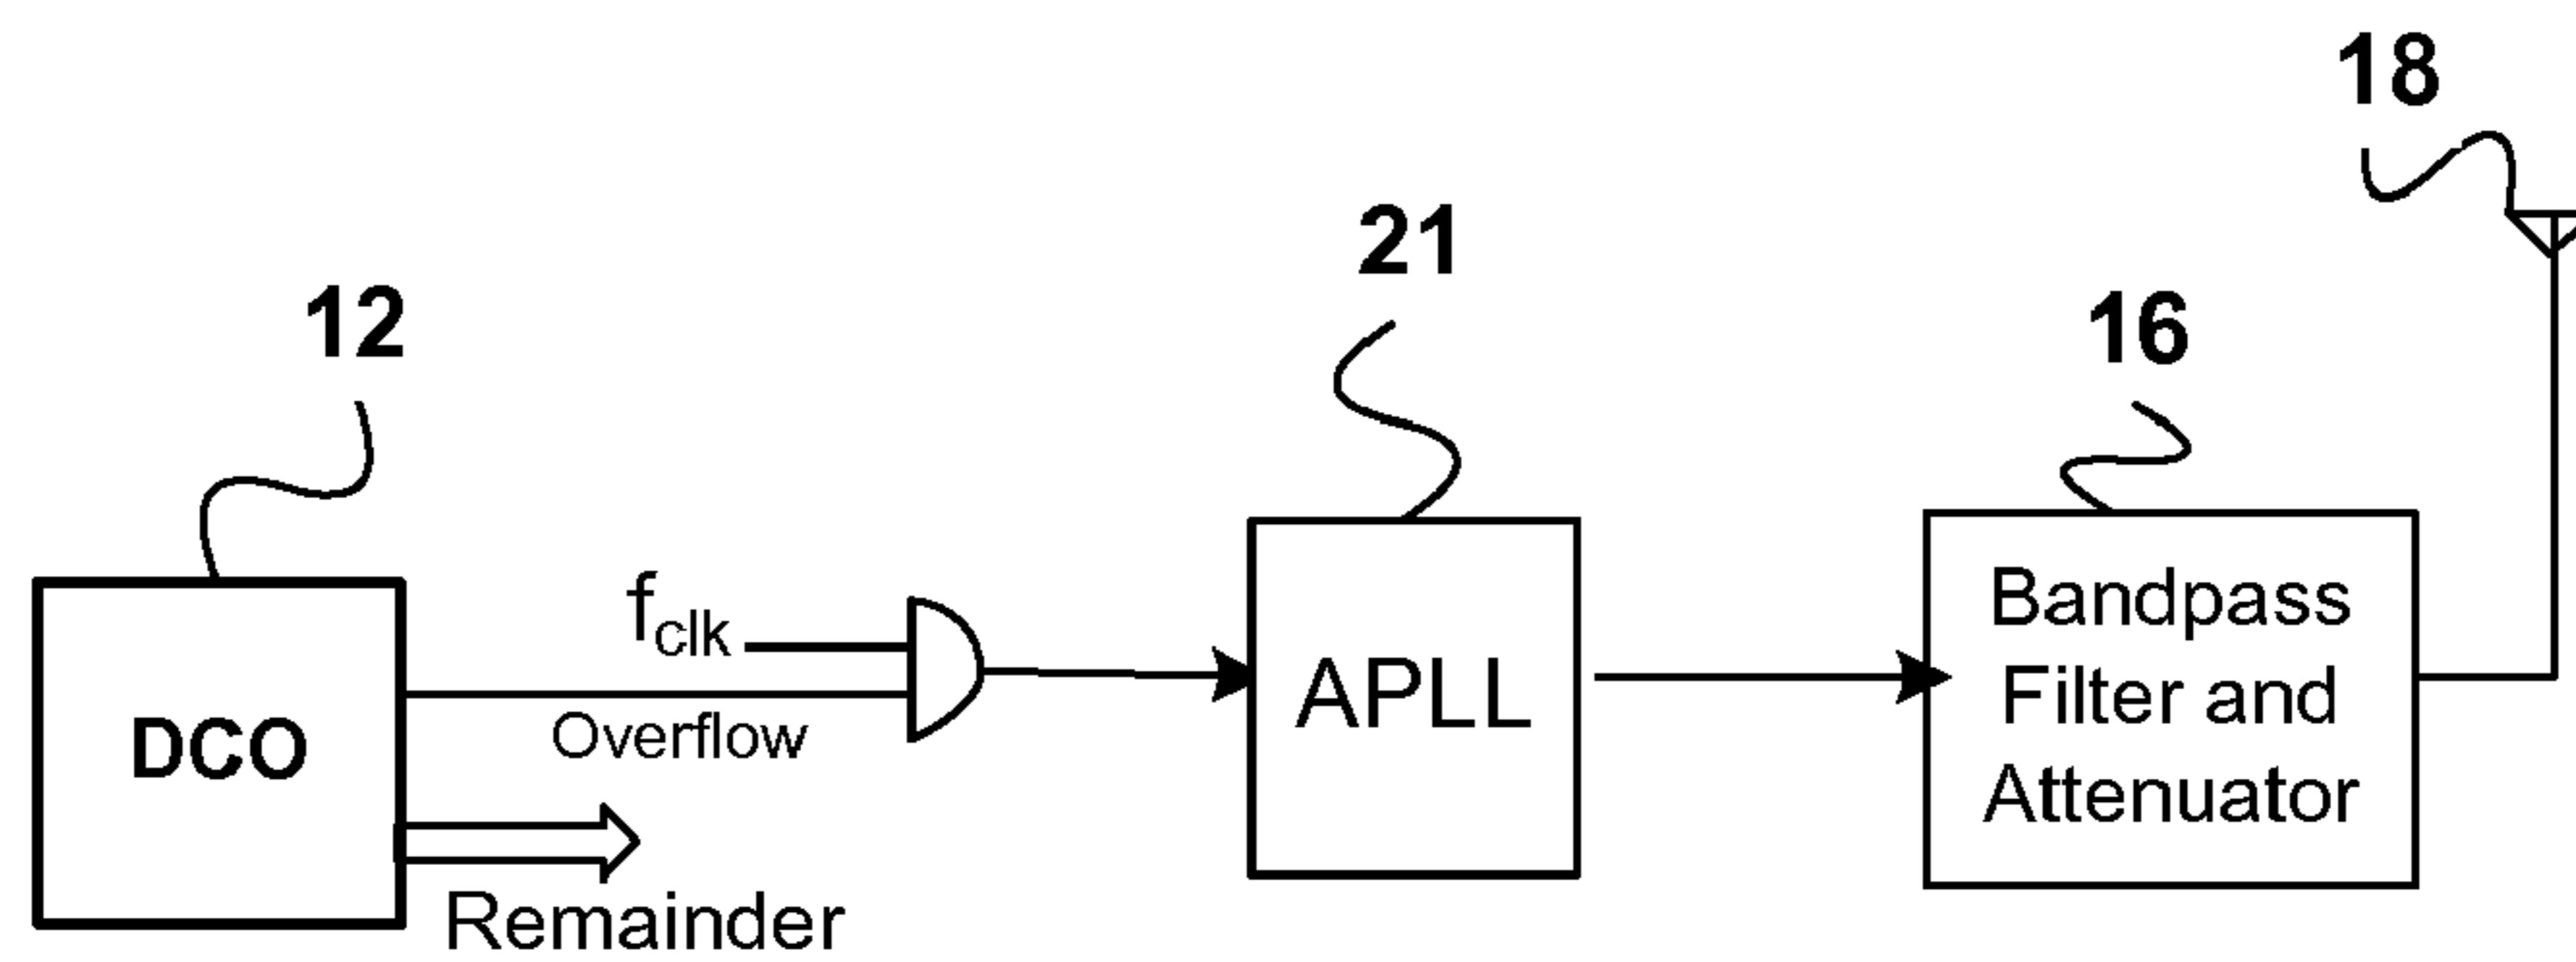 18
21
12
16
fclk
Overflow
DCO
Remainder
APLL
Bandpass
Filter and
Attenuator